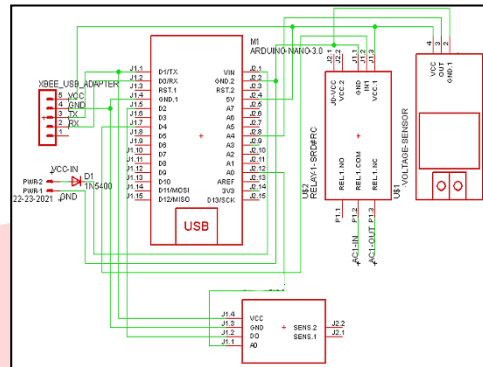 M1
ARDUINO-NANO-3.0
XBEE_USB_ADAPTER
5 VCC
4 GND
3 TX
2 RX
1
VCC-IN
D1
1N5400
PWR-2
PWR-1
22-23-2021
GND
J1.1 D1/TX VIN J2.1
J1.2 D0/RX GND.2 J2.2
J1.3 RST.1 RST.2 J2.3
J1.4 GND.1 5V J2.4
J1.5 D2 A7 J2.5
J1.6 D3 A6 J2.6
J1.7 D4 A5 J2.7
J1.8 D5 A4 J2.8
J1.9 D6 A3 J2.9
J1.10 D7 A2 J2.10
J1.11 D8 A1 J2.11
J1.12 D9 A0 J2.12
J1.13 D10 AREF J2.13
J1.14 D11/MOSI 3V3 J2.14
J1.15 D12/MISO D13/SCK J2.15
USB
J2.1 J2.2
J1.1 J1.2 J1.3
JD-VCC
VCC.2
GND
IN1
VCC.1
REL1.NO
REL1.COM
REL1.NC
P1.1
P1.2
P1.3
AC1-IN
AC1-OUT
U$2
RELAY-1-SRD#RC
U$1
VOLTAGE-SENSOR
4 3 2
VCC
OUT
GND.1
J1.4 VCC
J1.3 GND
J1.2 DO
J1.1 A0
SENS.2 J2.2
SENS.1 J2.1